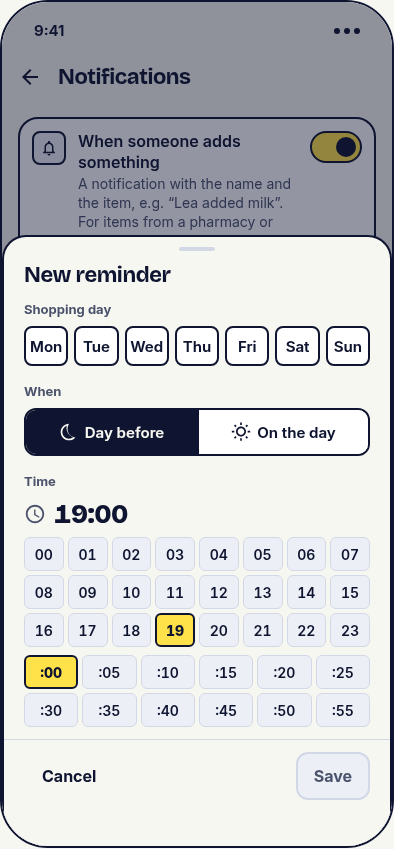 9:41
Notifications
When someone adds
something
A notification with the name and
the item, e.g. “Lea added milk”.
For items from a pharmacy or
New reminder
Shopping day
Mon Tue Wed Thu Fri Sat Sun
When
Day before On the day
Time
19:00
00 01 02 03 04 05 06 07
08 09 10 11 12 13 14 15
16 17 18 19 20 21 22 23
:00 :05 :10 :15 :20 :25
:30 :35 :40 :45 :50 :55
Cancel Save